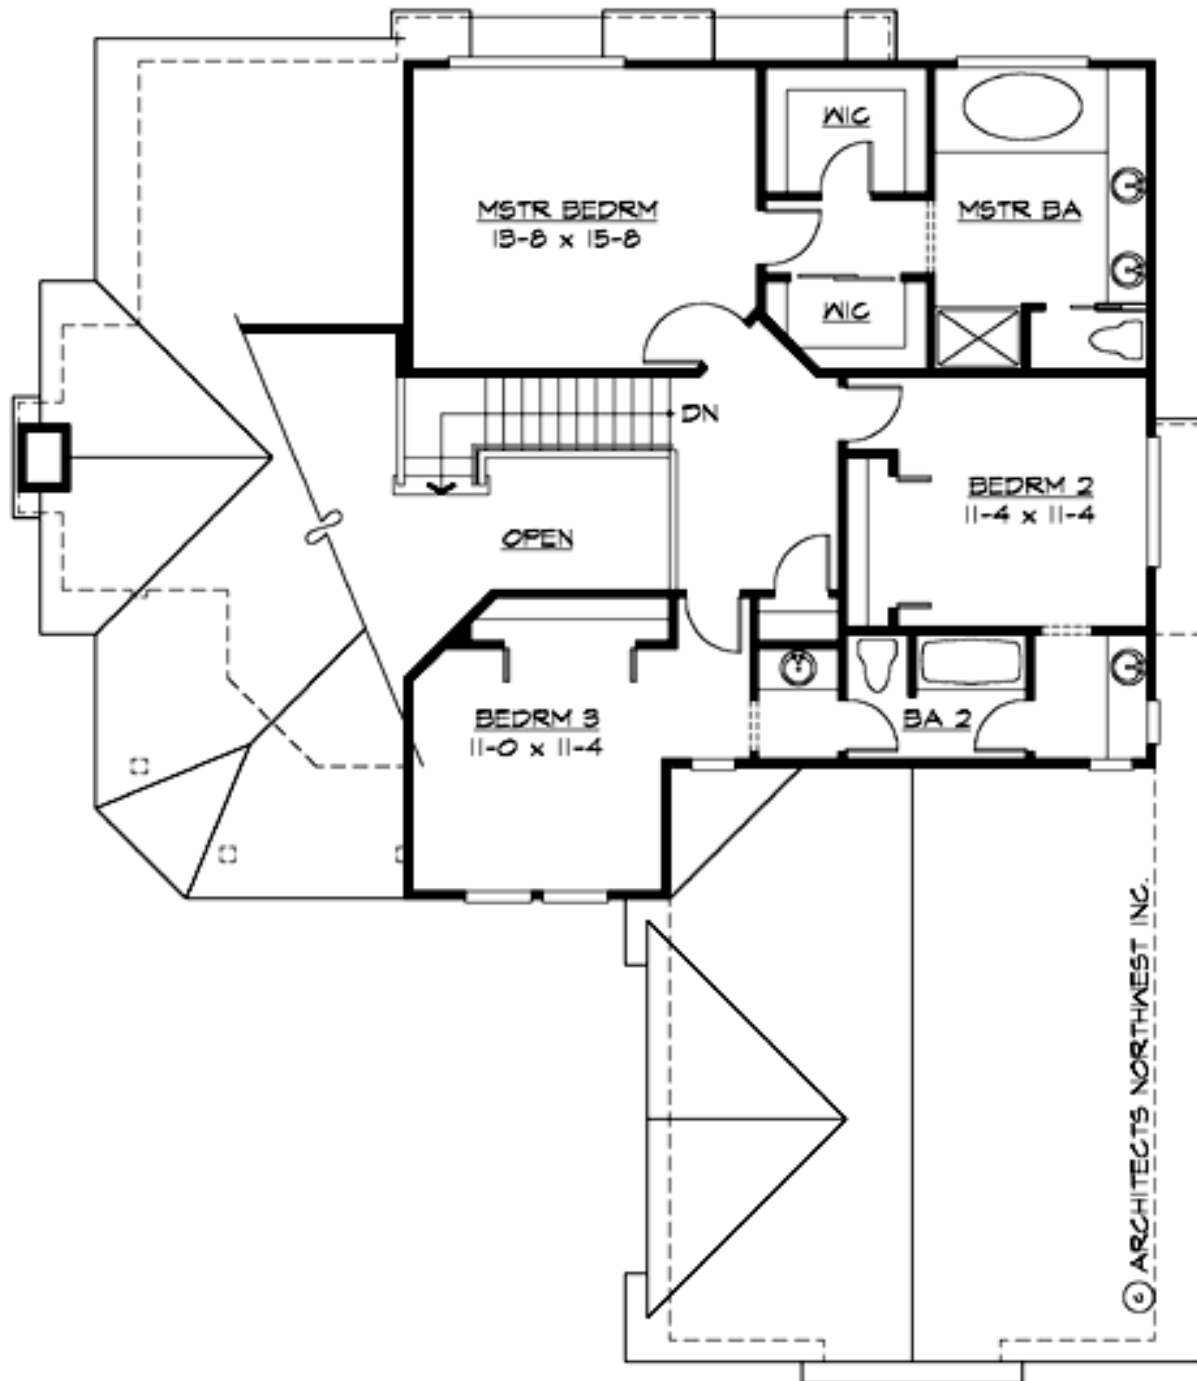 WIC
MSTR BEDRM
13-8 x 15-8
MSTR BA
WIC
DN
BEDRM 2
11-4 x 11-4
OPEN
BEDRM 3
11-0 x 11-4
BA 2
© ARCHITECTS NORTHWEST INC.